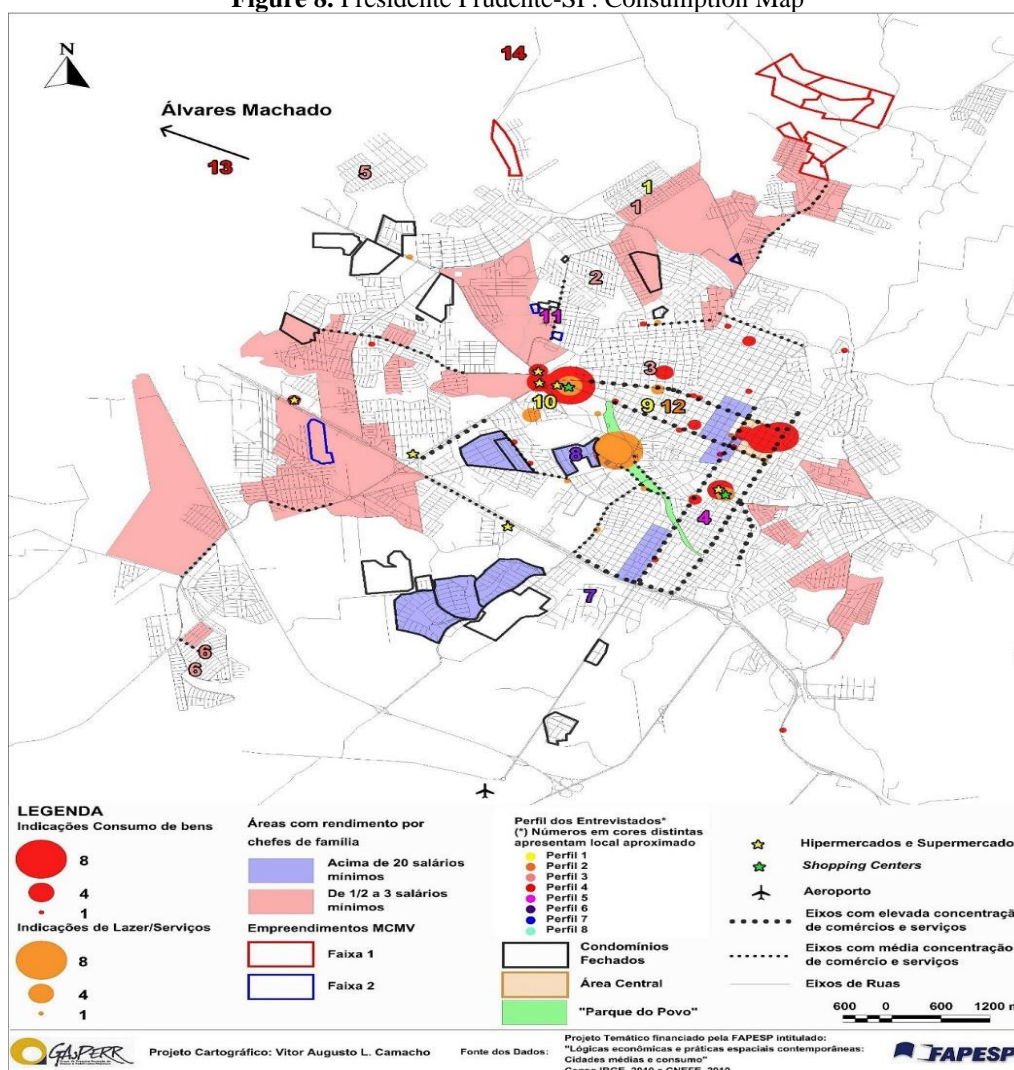 Figure 8. Presidente Prudente-SP: Consumption Map
N
14
Álvares Machado
13
5
1
1
2
11
3
10
9
12
8
4
7
6
6
LEGENDA
Indicações Consumo de bens
8
4
1
Indicações de Lazer/Serviços
8
4
1
Áreas com rendimento por
chefes de família
Acima de 20 salários
mínimos
De 1/2 a 3 salários
mínimos
Empreendimentos MCMV
Faixa 1
Faixa 2
Perfil dos Entrevistados*
(*) Números em cores distintas
apresentam local aproximado
Perfil 1
Perfil 2
Perfil 3
Perfil 4
Perfil 5
Perfil 6
Perfil 7
Perfil 8
Condomínios
Fechados
Área Central
"Parque do Povo"
Hipermercados e Supermercado
Shopping Centers
Aeroporto
Eixos com elevada concentraçã
de comércios e serviços
Eixos com média concentração
de comércio e serviços
Eixos de Ruas
600 0 600 1200 m
GASPERR
Projeto Cartográfico: Vitor Augusto L. Camacho
Fonte dos Dados:
Projeto Temático financiado pela FAPESP intitulado:
"Lógicas econômicas e práticas espaciais contemporâneas:
Cidades médias e consumo"
Censo IBGE, 2010 e CNEFE, 2010
FAPESP